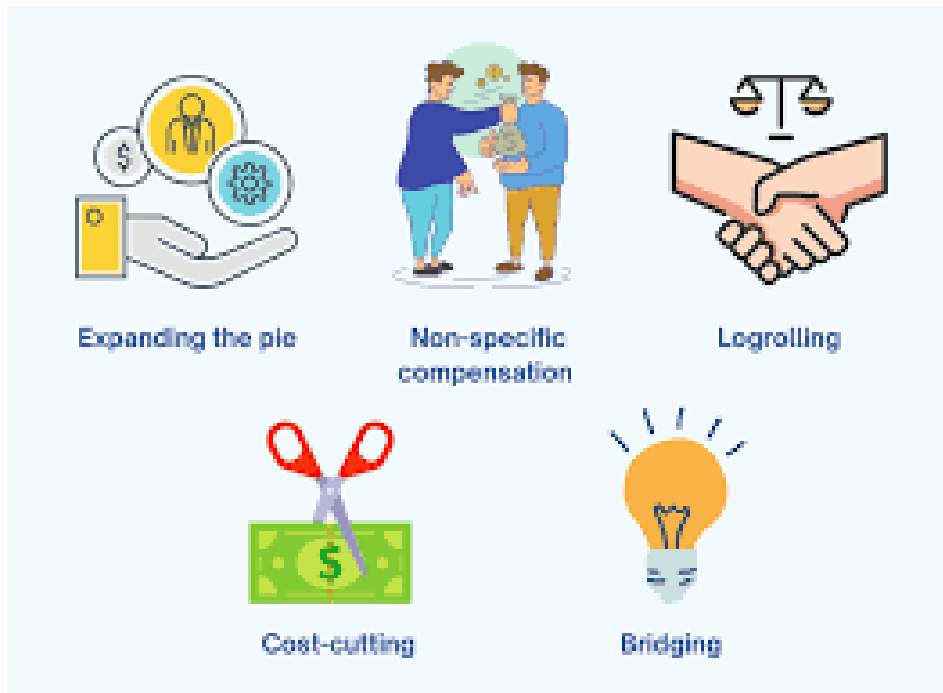 Expanding the pie
Non-specific
compensation
Logrolling
Cost-cutting
Bridging